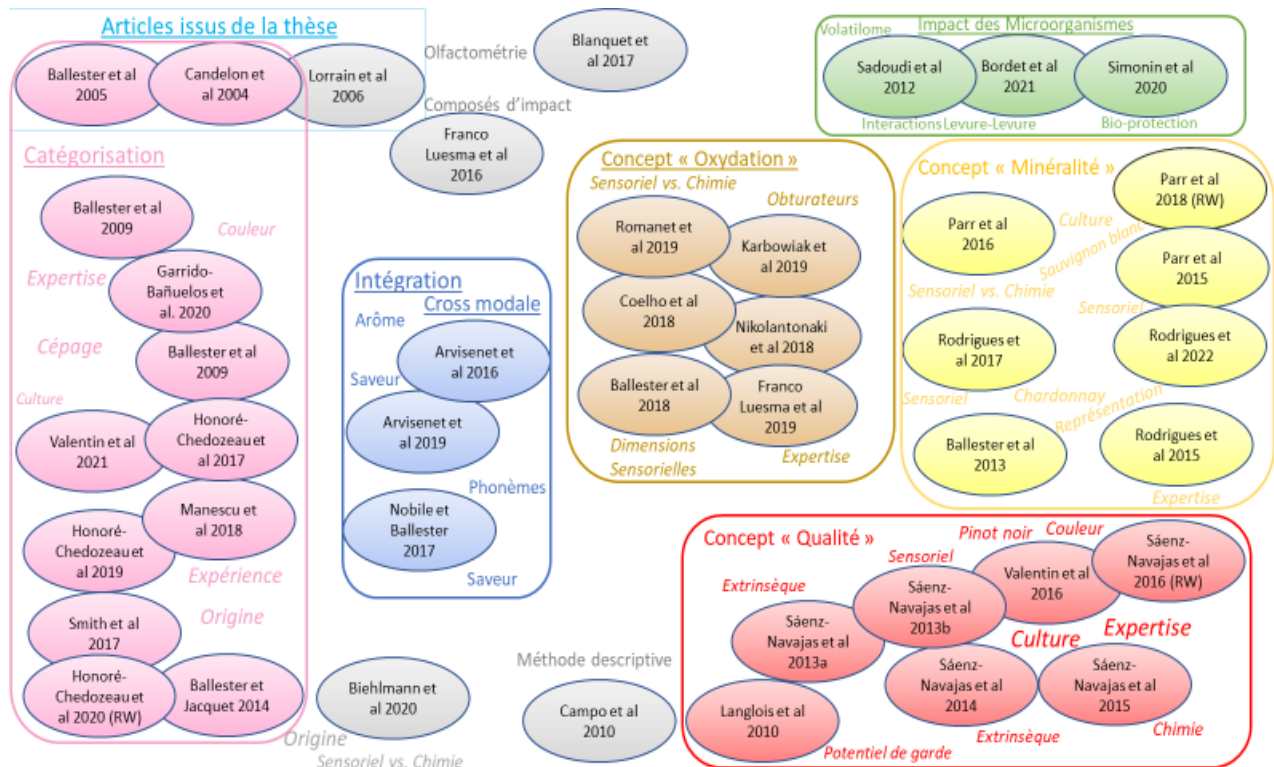 Articles issus de la thèse
Ballester et al
2005
Candelon et
al 2004
Lorrain et al
2006
Olfactométrie
Blanquet et
al 2017
Composés d’impact
Franco
Luesma et al
2016
Volatilome
Impact des Microorganismes
Sadoudi et al
2012
Bordet et al
2021
Simonin et al
2020
Interactions Levure-Levure
Bio-protection
Catégorisation
Ballester et al
2009
Couleur
Expertise
Garrido-
Bañuelos et
al. 2020
Cépage
Ballester et al
2009
Culture
Valentin et al
2021
Honoré-
Chedozeau et
al 2017
Manescu et
al 2018
Honoré-
Chedozeau et
al 2019
Expérience
Origine
Smith et al
2017
Honoré-
Chedozeau et
al 2020 (RW)
Ballester et
Jacquet 2014
Intégration
Cross modale
Arôme
Arvisenet et
al 2016
Saveur
Arvisenet et
al 2019
Phonèmes
Nobile et
Ballester
2017
Saveur
Concept « Oxydation »
Sensoriel vs. Chimie
Obturateurs
Romanet et
al 2019
Karbowiak et
al 2019
Coelho et al
2018
Nikolantonaki
et al 2018
Ballester et al
2018
Franco
Luesma et al
2019
Dimensions
Sensorielles
Expertise
Concept « Minéralité »
Parr et al
2018 (RW)
Parr et al
2016
Culture
Sauvignon blanc
Parr et al
2015
Sensoriel vs. Chimie
Sensoriel
Rodrigues et
al 2017
Rodrigues et
al 2022
Sensoriel
Chardonnay
Représentation
Ballester et al
2013
Rodrigues et
al 2015
Expertise
Concept « Qualité »
Pinot noir
Couleur
Sensoriel
Extrinsèque
Sáenz-
Navajas et al
2013a
Sáenz-
Navajas et al
2013b
Valentin et al
2016
Sáenz-
Navajas et al
2016 (RW)
Culture
Expertise
Langlois et al
2010
Sáenz-
Navajas et al
2014
Sáenz-
Navajas et al
2015
Potentiel de garde
Extrinsèque
Chimie
Biehlmann et
al 2020
Origine
Sensoriel vs. Chimie
Méthode descriptive
Campo et al
2010